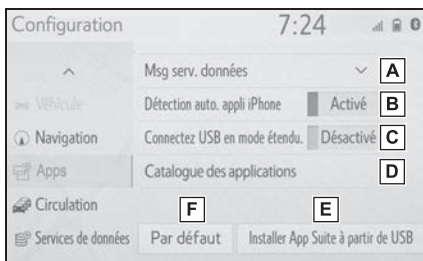 Configuration 7:24
Msg serv. données A
Véhicule Détection auto. appli iPhone Activé B
Navigation Connectez USB en mode étendu. Désactivé C
Apps Catalogue des applications D
Circulation F E
Services de données Par défaut Installer App Suite à partir de USB